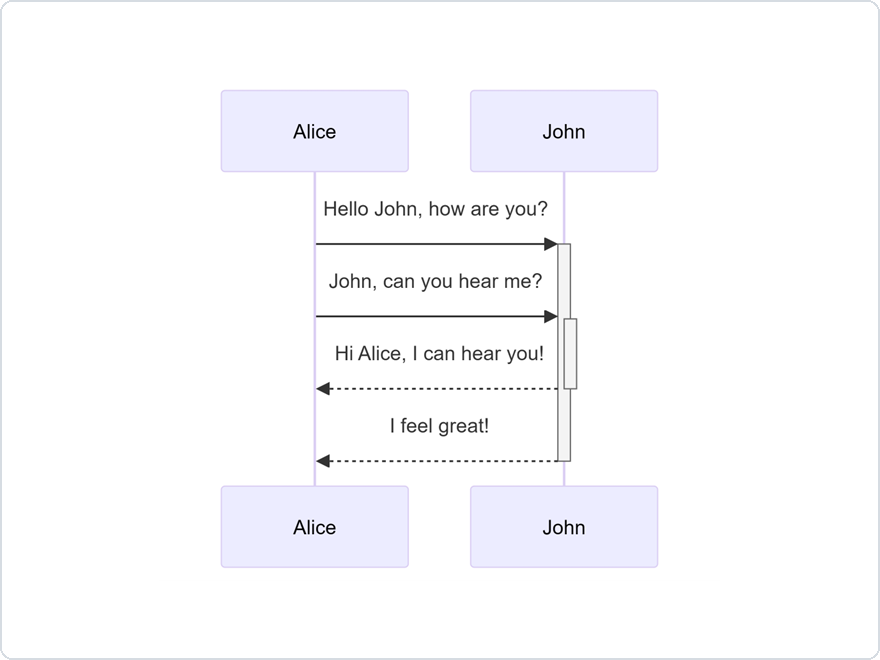 Alice
John
Hello John, how are you?
John, can you hear me?
Hi Alice, I can hear you!
I feel great!
Alice
John